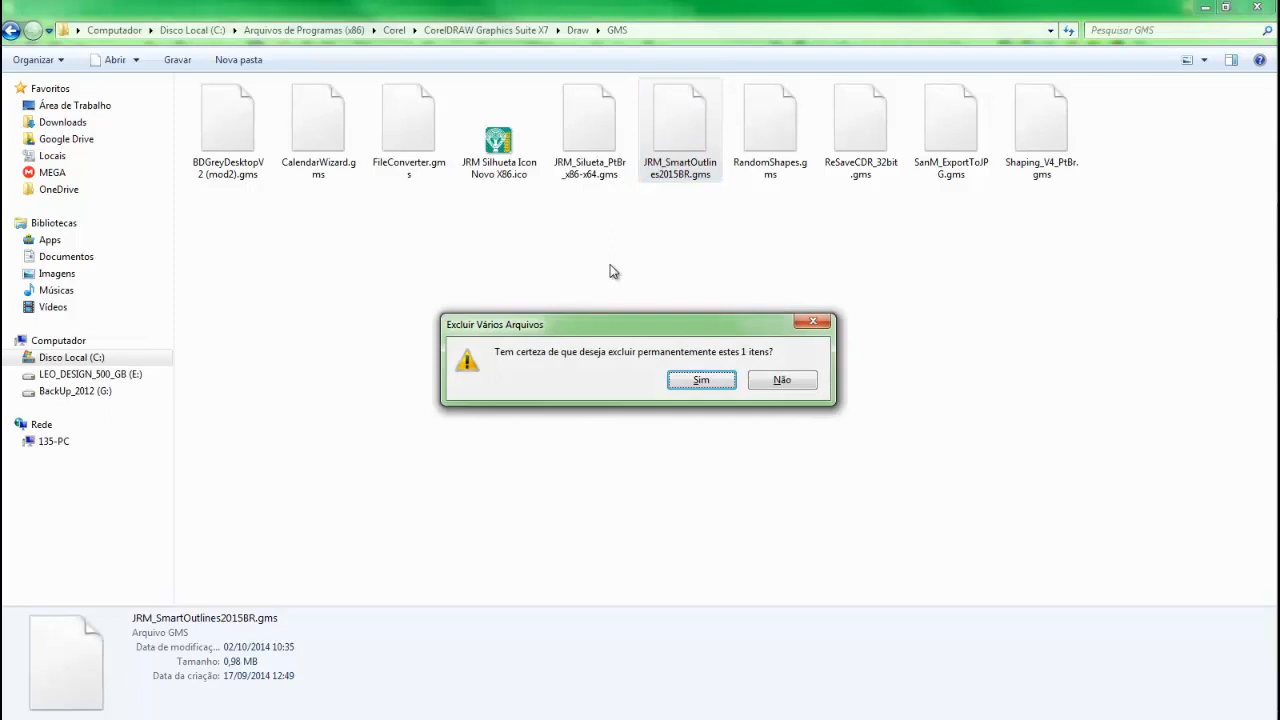 Computador Disco Local (C:) Arquivos de Programas (x86) Corel CorelDRAW Graphics Suite X7 Draw GMS Pesquisar GMS
Organizar Abrir Gravar Nova pasta
Favoritos
Área de Trabalho
Downloads
Google Drive
Locais
MEGA
OneDrive
Bibliotecas
Apps
Documentos
Imagens
Músicas
Vídeos
Computador
Disco Local (C:)
LEO_DESIGN_500_GB (E:)
BackUp_2012 (G:)
Rede
135-PC
BDGreyDesktopV
2 (mod2).gms
CalendarWizard.g
ms
FileConverter.gm
s
JRM Silhueta Icon
Novo X86.ico
JRM_Silueta_PtBr
_x86-x64.gms
JRM_SmartOutlin
es2015BR.gms
RandomShapes.g
ms
ReSaveCDR_32bit
.gms
SanM_ExportToJP
G.gms
Shaping_V4_PtBr.
gms
Excluir Vários Arquivos
Tem certeza de que deseja excluir permanentemente estes 1 itens?
Sim Não
JRM_SmartOutlines2015BR.gms
Arquivo GMS
Data de modificaç... 02/10/2014 10:35
Tamanho: 0,98 MB
Data da criação: 17/09/2014 12:49